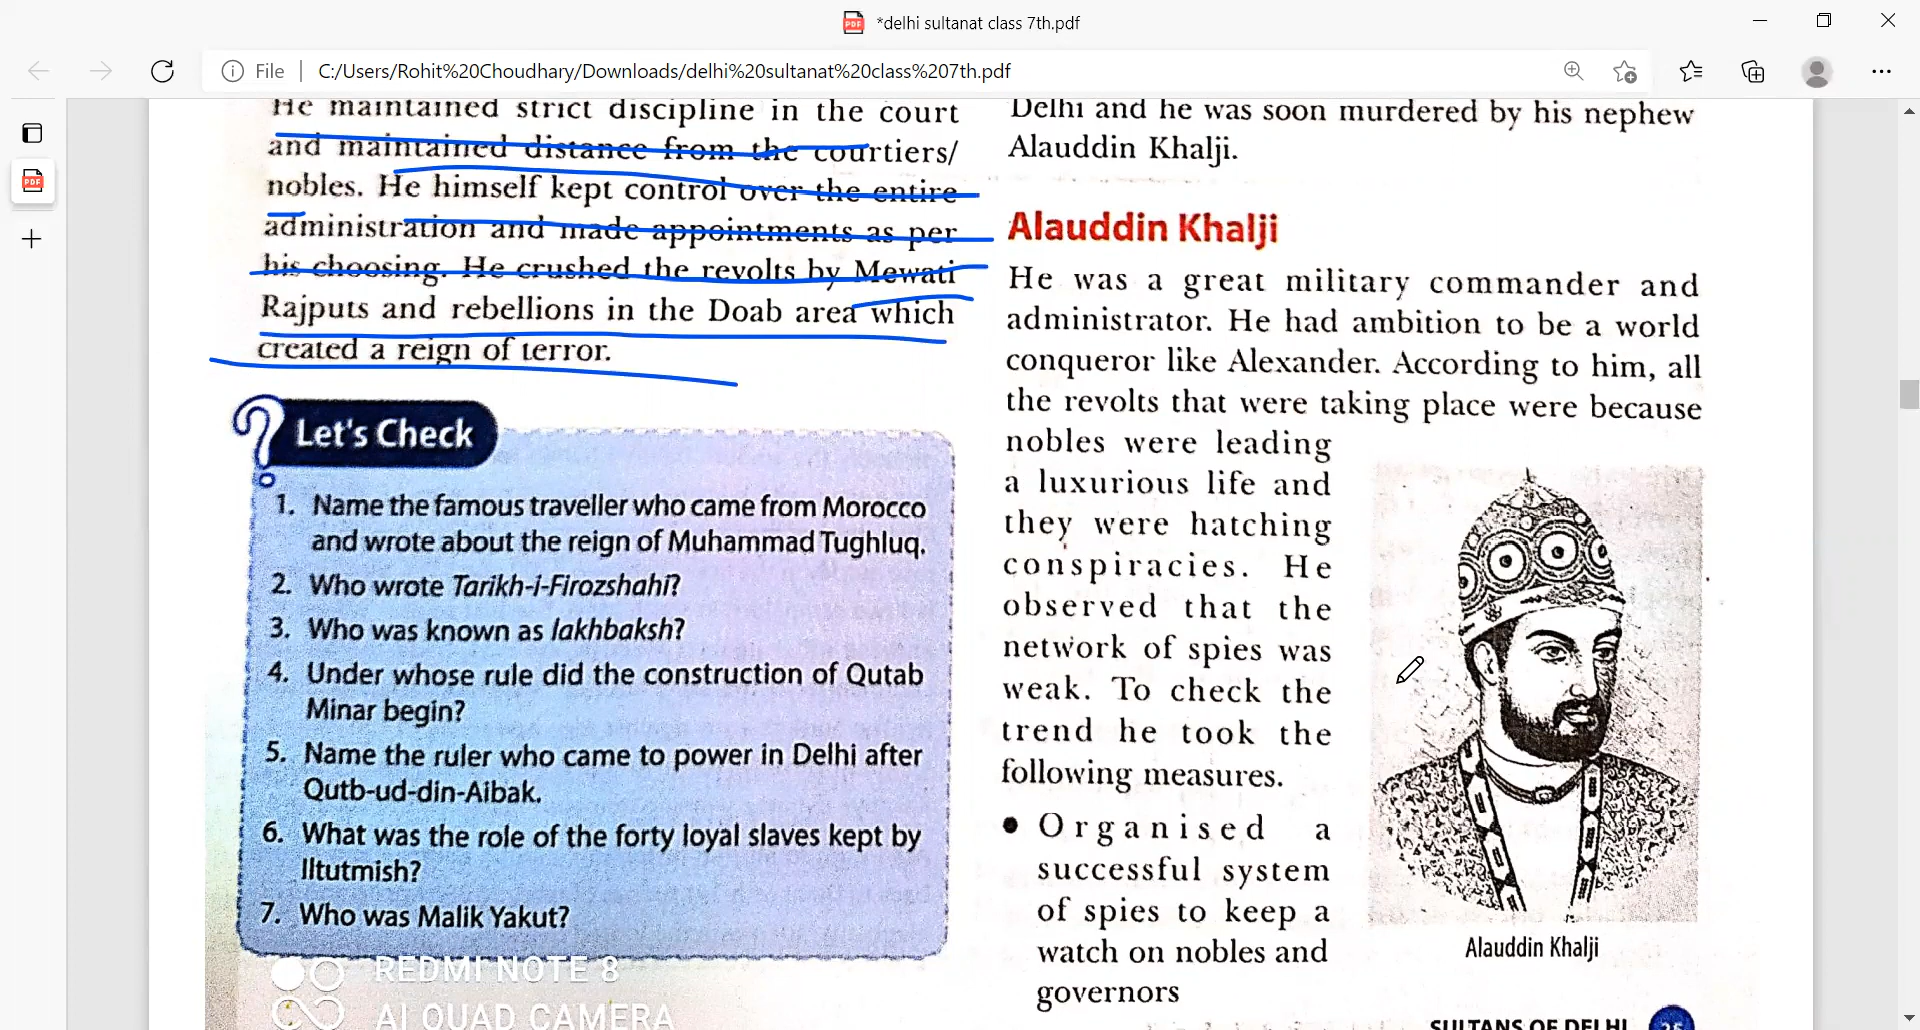 *delhi sultanat class 7th.pdf
File
C:/Users/Rohit%20Choudhary/Downloads/delhi%20sultanat%20class%207th.pdf
He maintained strict discipline in the court
and maintained distance from the courtiers/
nobles. He himself kept control over the entire
administration and made appointments as per
his choosing. He crushed the revolts by Mewati
Rajputs and rebellions in the Doab area which
created a reign of terror.
Let's Check
1. Name the famous traveller who came from Morocco
and wrote about the reign of Muhammad Tughluq.
2. Who wrote Tarikh-i-Firozshahi?
3. Who was known as lakhbaksh?
4. Under whose rule did the construction of Qutab
Minar begin?
5. Name the ruler who came to power in Delhi after
Qutb-ud-din-Aibak.
6. What was the role of the forty loyal slaves kept by
Iltutmish?
7. Who was Malik Yakut?
REDMI NOTE 8
AI QUAD CAMERA
Delhi and he was soon murdered by his nephew
Alauddin Khalji.
Alauddin Khalji
He was a great military commander and
administrator. He had ambition to be a world
conqueror like Alexander. According to him, all
the revolts that were taking place were because
nobles were leading
a luxurious life and
they were hatching
conspiracies. He
observed that the
network of spies was
weak. To check the
trend he took the
following measures.
• Organised a
successful system
of spies to keep a
watch on nobles and
governors
Alauddin Khalji
SULTANS OF DELHI